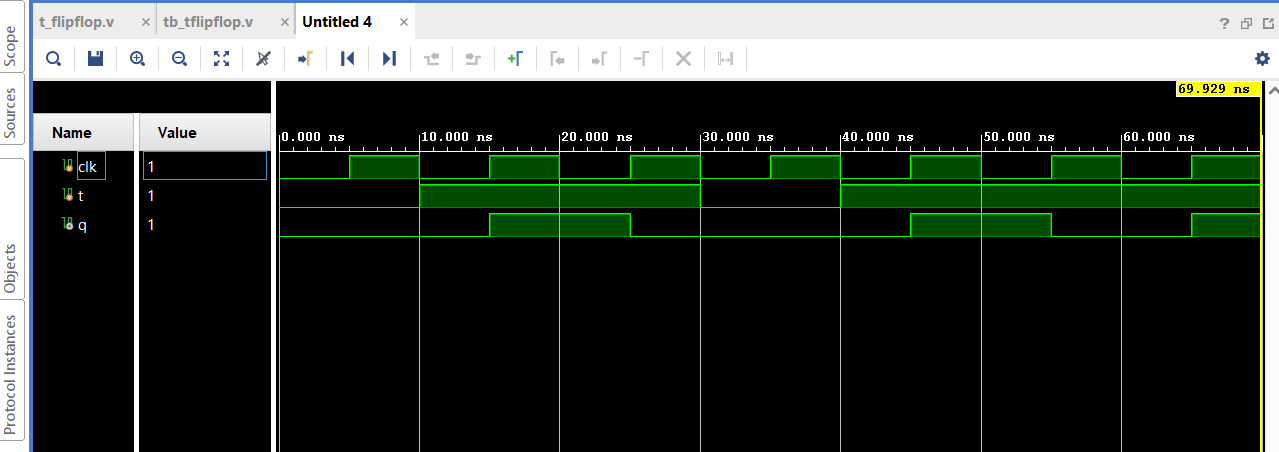 t_flipflop.v × tb_tflipflop.v × Untitled 4 ×
Scope
Sources
Objects
Protocol Instances
69.929 ns
Name Value
0.000 ns 10.000 ns 20.000 ns 30.000 ns 40.000 ns 50.000 ns 60.000 ns
clk 1
t 1
q 1